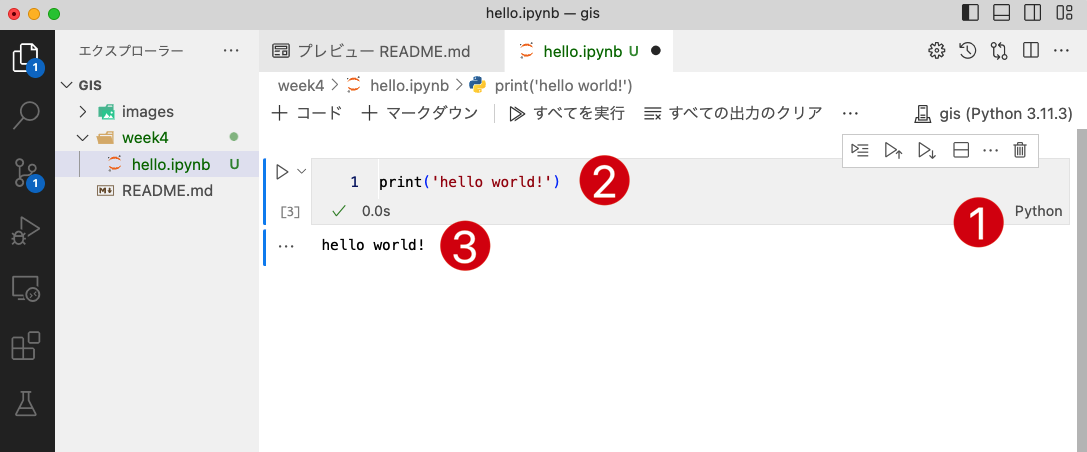 hello.ipynb — gis
エクスプローラー ···
プレビュー README.md
hello.ipynb U
1
GIS
images
week4
hello.ipynb U
README.md
1
week4 > hello.ipynb > print('hello world!')
+ コード + マークダウン すべてを実行 すべての出力のクリア ··· gis (Python 3.11.3)
1 print('hello world!') 2
[3] 0.0s Python 1
··· hello world! 3